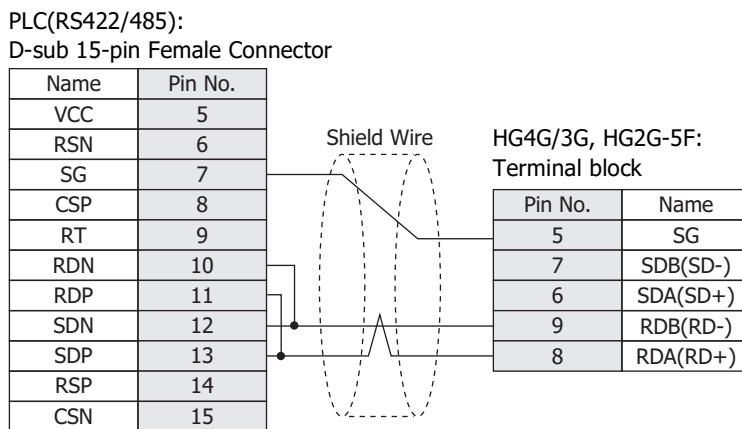 PLC(RS422/485):
D-sub 15-pin Female Connector
Name Pin No.
VCC 5
RSN 6
SG 7
CSP 8
RT 9
RDN 10
RDP 11
SDN 12
SDP 13
RSP 14
CSN 15
Shield Wire
HG4G/3G, HG2G-5F:
Terminal block
Pin No. Name
5 SG
7 SDB(SD-)
6 SDA(SD+)
9 RDB(RD-)
8 RDA(RD+)